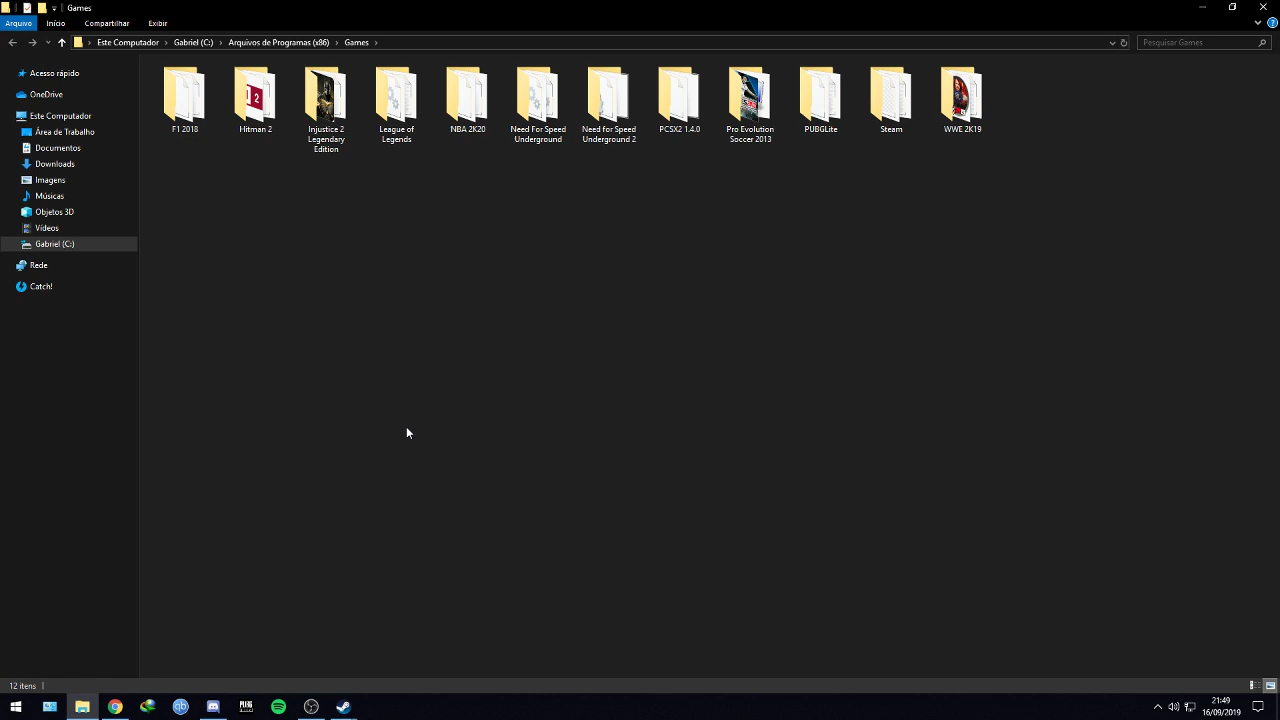 Games
Arquivo Início Compartilhar Exibir
Este Computador Gabriel (C:) Arquivos de Programas (x86) Games
Pesquisar Games
Acesso rápido
OneDrive
Este Computador
Área de Trabalho
Documentos
Downloads
Imagens
Músicas
Objetos 3D
Vídeos
Gabriel (C:)
Rede
Catch!
F1 2018
Hitman 2
Injustice 2
Legendary
Edition
League of
Legends
NBA 2K20
Need For Speed
Underground
Need for Speed
Underground 2
PCSX2 1.4.0
Pro Evolution
Soccer 2013
PUBGLite
Steam
WWE 2K19
12 itens
PUBG
21:49
16/09/2019